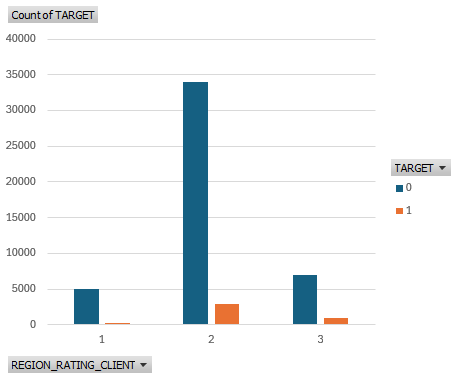 Count of TARGET
40000
35000
30000
25000
20000
15000
10000
5000
0
1 2 3
TARGET
0
1
REGION_RATING_CLIENT